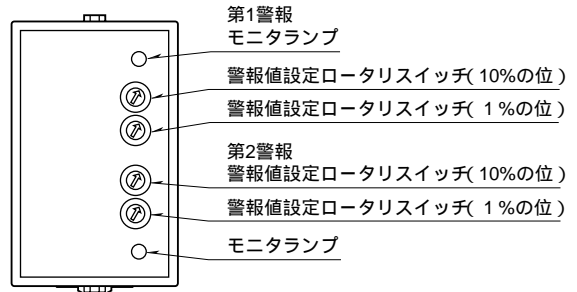 第1警報
モニタランプ
警報値設定ロータリスイッチ(10%の位)
警報値設定ロータリスイッチ( 1%の位)
第2警報
警報値設定ロータリスイッチ(10%の位)
警報値設定ロータリスイッチ( 1%の位)
モニタランプ